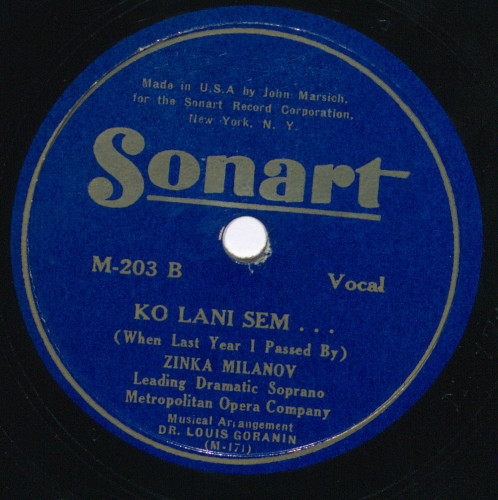 Made in U.S.A by John Marsich,
for the Sonart Record Corporation,
New York, N. Y.
Sonart
M-203 B
Vocal
KO LANI SEM . . .
(When Last Year I Passed By)
ZINKA MILANOV
Leading Dramatic Soprano
Metropolitan Opera Company
Musical Arrangement
DR. LOUIS GORANIN
(M-171)